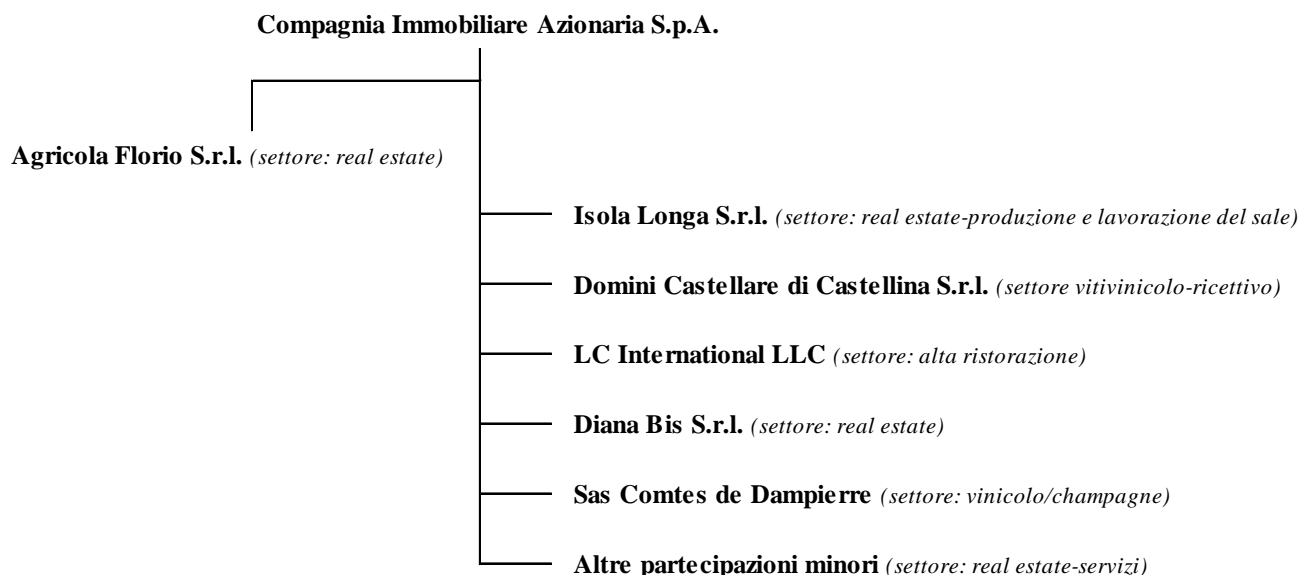 Compagnia Immobiliare Azionaria S.p.A.
Agricola Florio S.r.l. (settore: real estate)
Isola Longa S.r.l. (settore: real estate-produzione e lavorazione del sale)
Domini Castellare di Castellina S.r.l. (settore vitivinicolo-ricettivo)
LC International LLC (settore: alta ristorazione)
Diana Bis S.r.l. (settore: real estate)
Sas Comtes de Dampierre (settore: vinicolo/champagne)
Altre partecipazioni minori (settore: real estate-servizi)